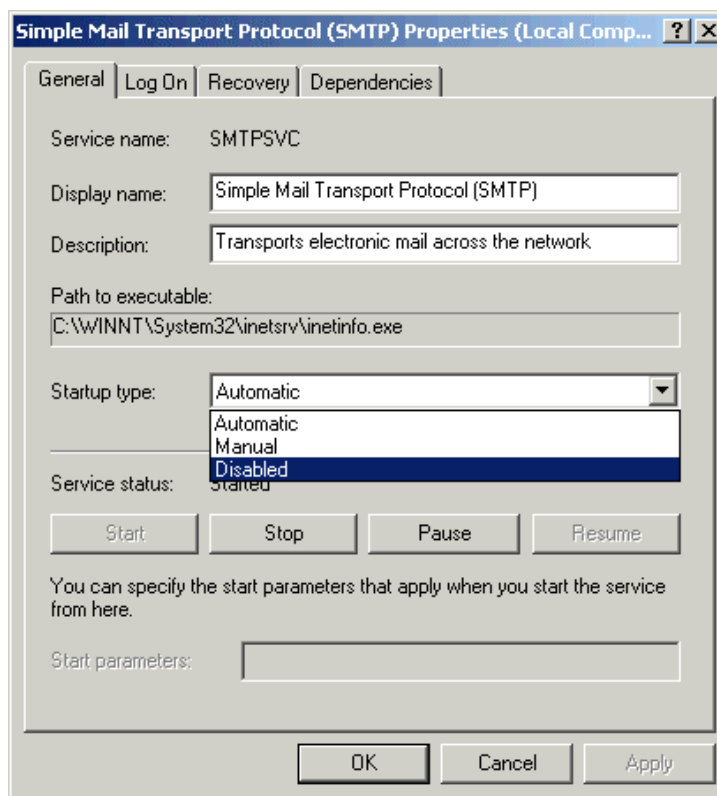 Simple Mail Transport Protocol (SMTP) Properties (Local Comp...
General Log On Recovery Dependencies
Service name: SMTPSVC
Display name: Simple Mail Transport Protocol (SMTP)
Description: Transports electronic mail across the network
Path to executable:
C:\WINNT\System32\inetsrv\inetinfo.exe
Startup type: Automatic
Automatic
Manual
Disabled
Service status: Started
Start Stop Pause Resume
You can specify the start parameters that apply when you start the service
from here.
Start parameters:
OK Cancel Apply